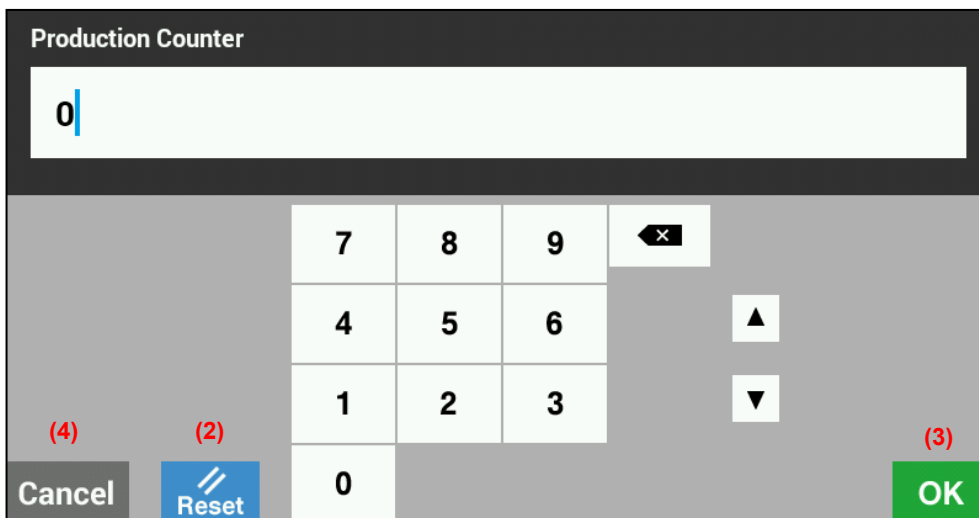 Production Counter
0
7 8 9
4 5 6
1 2 3
(4) (2) (3)
Cancel Reset 0 OK